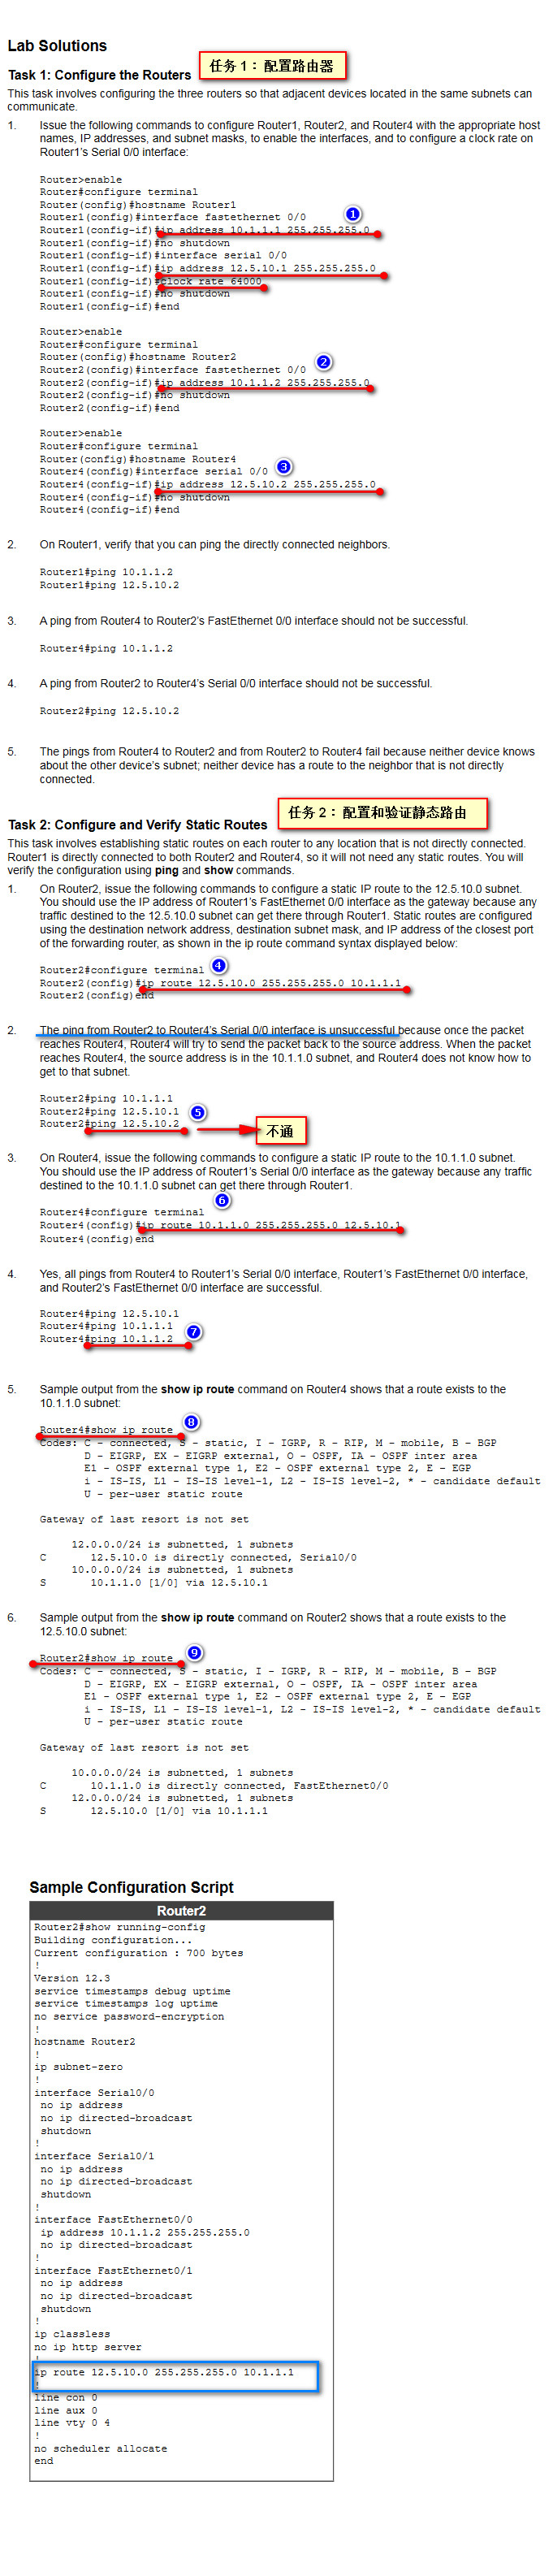 Lab Solutions
Task 1: Configure the Routers
任务 1： 配置路由器
This task involves configuring the three routers so that adjacent devices located in the same subnets can
communicate.
1. Issue the following commands to configure Router1, Router2, and Router4 with the appropriate host
names, IP addresses, and subnet masks, to enable the interfaces, and to configure a clock rate on
Router1's Serial 0/0 interface:
Router>enable
Router#configure terminal
Router(config)#hostname Router1
Router1(config)#interface fastethernet 0/0
1
Router1(config-if)#ip address 10.1.1.1 255.255.255.0
Router1(config-if)#no shutdown
Router1(config-if)#interface serial 0/0
Router1(config-if)#ip address 12.5.10.1 255.255.255.0
Router1(config-if)#clock rate 64000
Router1(config-if)#no shutdown
Router1(config-if)#end
Router>enable
Router#configure terminal
Router(config)#hostname Router2
Router2(config)#interface fastethernet 0/0
2
Router2(config-if)#ip address 10.1.1.2 255.255.255.0
Router2(config-if)#no shutdown
Router2(config-if)#end
Router>enable
Router#configure terminal
Router(config)#hostname Router4
Router4(config)#interface serial 0/0
3
Router4(config-if)#ip address 12.5.10.2 255.255.255.0
Router4(config-if)#no shutdown
Router4(config-if)#end
2. On Router1, verify that you can ping the directly connected neighbors.
Router1#ping 10.1.1.2
Router1#ping 12.5.10.2
3. A ping from Router4 to Router2's FastEthernet 0/0 interface should not be successful.
Router4#ping 10.1.1.2
4. A ping from Router2 to Router4's Serial 0/0 interface should not be successful.
Router2#ping 12.5.10.2
5. The pings from Router4 to Router2 and from Router2 to Router4 fail because neither device knows
about the other device's subnet; neither device has a route to the neighbor that is not directly
connected.
Task 2: Configure and Verify Static Routes
任务 2： 配置和验证静态路由
This task involves establishing static routes on each router to any location that is not directly connected.
Router1 is directly connected to both Router2 and Router4, so it will not need any static routes. You will
verify the configuration using ping and show commands.
1. On Router2, issue the following commands to configure a static IP route to the 12.5.10.0 subnet.
You should use the IP address of Router1's FastEthernet 0/0 interface as the gateway because any
traffic destined to the 12.5.10.0 subnet can get there through Router1. Static routes are configured
using the destination network address, destination subnet mask, and IP address of the closest port
of the forwarding router, as shown in the ip route command syntax displayed below:
Router2#configure terminal
4
Router2(config)#ip route 12.5.10.0 255.255.255.0 10.1.1.1
Router2(config)end
2. The ping from Router2 to Router4's Serial 0/0 interface is unsuccessful because once the packet
reaches Router4, Router4 will try to send the packet back to the source address. When the packet
reaches Router4, the source address is in the 10.1.1.0 subnet, and Router4 does not know how to
get to that subnet.
Router2#ping 10.1.1.1
Router2#ping 12.5.10.1
5
Router2#ping 12.5.10.2
不通
3. On Router4, issue the following commands to configure a static IP route to the 10.1.1.0 subnet.
You should use the IP address of Router1's Serial 0/0 interface as the gateway because any traffic
destined to the 10.1.1.0 subnet can get there through Router1.
6
Router4#configure terminal
Router4(config)#ip route 10.1.1.0 255.255.255.0 12.5.10.1
Router4(config)end
4. Yes, all pings from Router4 to Router1's Serial 0/0 interface, Router1's FastEthernet 0/0 interface,
and Router2's FastEthernet 0/0 interface are successful.
Router4#ping 12.5.10.1
Router4#ping 10.1.1.1
7
Router4#ping 10.1.1.2
5. Sample output from the show ip route command on Router4 shows that a route exists to the
10.1.1.0 subnet:
8
Router4#show ip route
Codes: C - connected, S - static, I - IGRP, R - RIP, M - mobile, B - BGP
D - EIGRP, EX - EIGRP external, O - OSPF, IA - OSPF inter area
E1 - OSPF external type 1, E2 - OSPF external type 2, E - EGP
i - IS-IS, L1 - IS-IS level-1, L2 - IS-IS level-2, * - candidate default
U - per-user static route
Gateway of last resort is not set
12.0.0.0/24 is subnetted, 1 subnets
C 12.5.10.0 is directly connected, Serial0/0
10.0.0.0/24 is subnetted, 1 subnets
S 10.1.1.0 [1/0] via 12.5.10.1
6. Sample output from the show ip route command on Router2 shows that a route exists to the
12.5.10.0 subnet:
9
Router2#show ip route
Codes: C - connected, S - static, I - IGRP, R - RIP, M - mobile, B - BGP
D - EIGRP, EX - EIGRP external, O - OSPF, IA - OSPF inter area
E1 - OSPF external type 1, E2 - OSPF external type 2, E - EGP
i - IS-IS, L1 - IS-IS level-1, L2 - IS-IS level-2, * - candidate default
U - per-user static route
Gateway of last resort is not set
10.0.0.0/24 is subnetted, 1 subnets
C 10.1.1.0 is directly connected, FastEthernet0/0
12.0.0.0/24 is subnetted, 1 subnets
S 12.5.10.0 [1/0] via 10.1.1.1
Sample Configuration Script
Router2
Router2#show running-config
Building configuration...
Current configuration : 700 bytes
!
Version 12.3
service timestamps debug uptime
service timestamps log uptime
no service password-encryption
!
hostname Router2
!
ip subnet-zero
!
interface Serial0/0
no ip address
no ip directed-broadcast
shutdown
!
interface Serial0/1
no ip address
no ip directed-broadcast
shutdown
!
interface FastEthernet0/0
ip address 10.1.1.2 255.255.255.0
no ip directed-broadcast
!
interface FastEthernet0/1
no ip address
no ip directed-broadcast
shutdown
!
ip classless
no ip http server
!
ip route 12.5.10.0 255.255.255.0 10.1.1.1
!
line con 0
line aux 0
line vty 0 4
!
no scheduler allocate
end